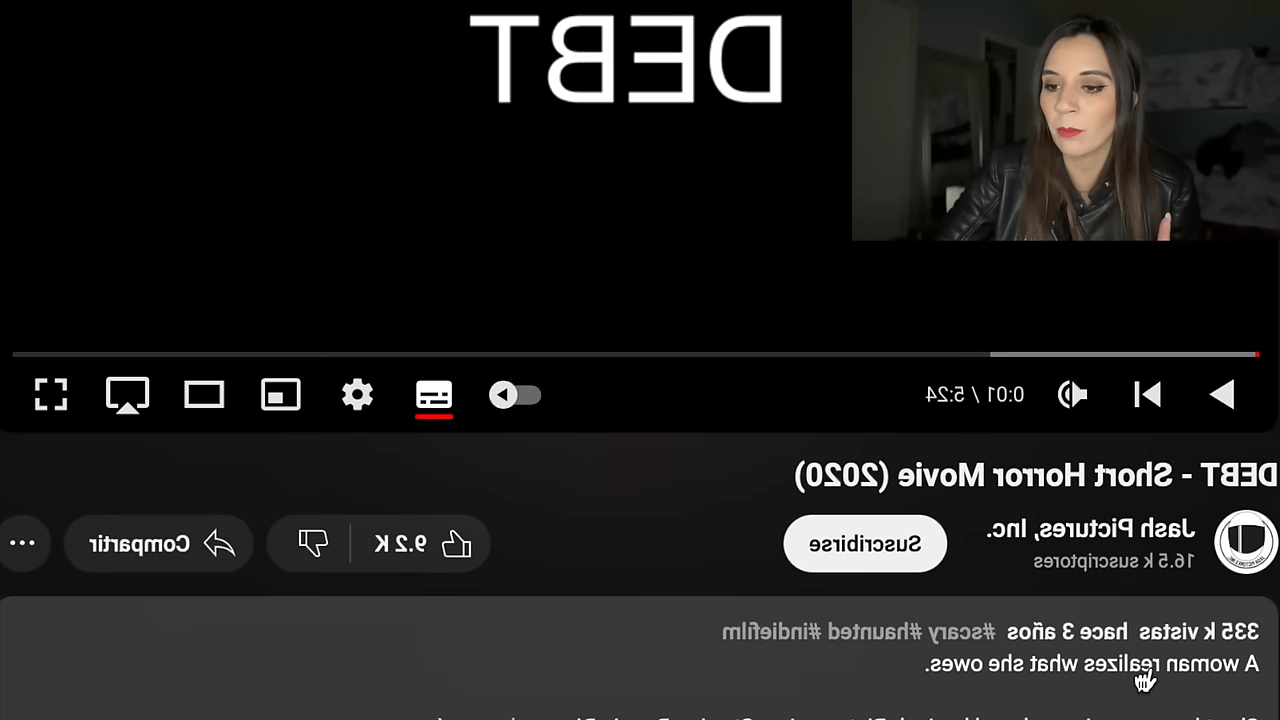 DEBT
0:01 / 5:24
DEBT - Short Horror Movie (2020)
Jash Pictures, Inc.
16.5 k suscriptores
Suscribirse
9.2 K
Compartir
335 k vistas hace 3 años #scary #haunted #indiefilm
A woman realizes what she owes.